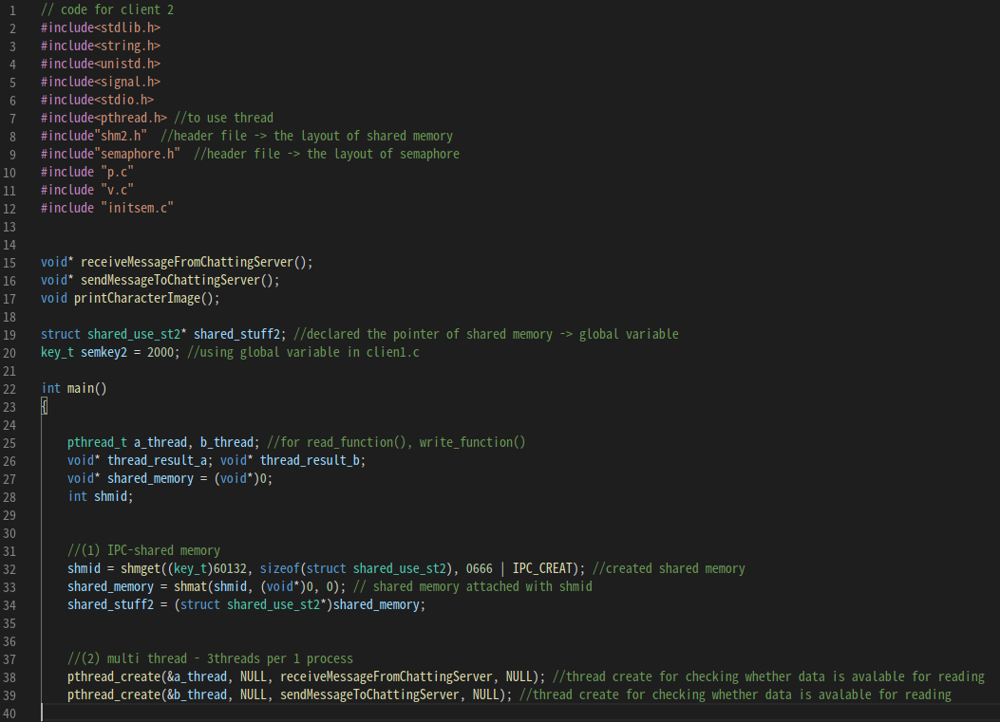 1 // code for client 2
2 #include<stdlib.h>
3 #include<string.h>
4 #include<unistd.h>
5 #include<signal.h>
6 #include<stdio.h>
7 #include<pthread.h> //to use thread
8 #include"shm2.h"  //header file -> the layout of shared memory
9 #include"semaphore.h"  //header file -> the layout of semaphore
10 #include "p.c"
11 #include "v.c"
12 #include "initsem.c"
13
14
15 void* receiveMessageFromChattingServer();
16 void* sendMessageToChattingServer();
17 void printCharacterImage();
18
19 struct shared_use_st2* shared_stuff2; //declared the pointer of shared memory -> global variable
20 key_t semkey2 = 2000; //using global variable in clien1.c
21
22 int main()
23 {
24
25     pthread_t a_thread, b_thread; //for read_function(), write_function()
26     void* thread_result_a; void* thread_result_b;
27     void* shared_memory = (void*)0;
28     int shmid;
29
30
31     //(1) IPC-shared memory
32     shmid = shmget((key_t)60132, sizeof(struct shared_use_st2), 0666 | IPC_CREAT); //created shared memory
33     shared_memory = shmat(shmid, (void*)0, 0); // shared memory attached with shmid
34     shared_stuff2 = (struct shared_use_st2*)shared_memory;
35
36
37     //(2) multi thread - 3threads per 1 process
38     pthread_create(&a_thread, NULL, receiveMessageFromChattingServer, NULL); //thread create for checking whether data is avalable for reading
39     pthread_create(&b_thread, NULL, sendMessageToChattingServer, NULL); //thread create for checking whether data is avalable for reading
40